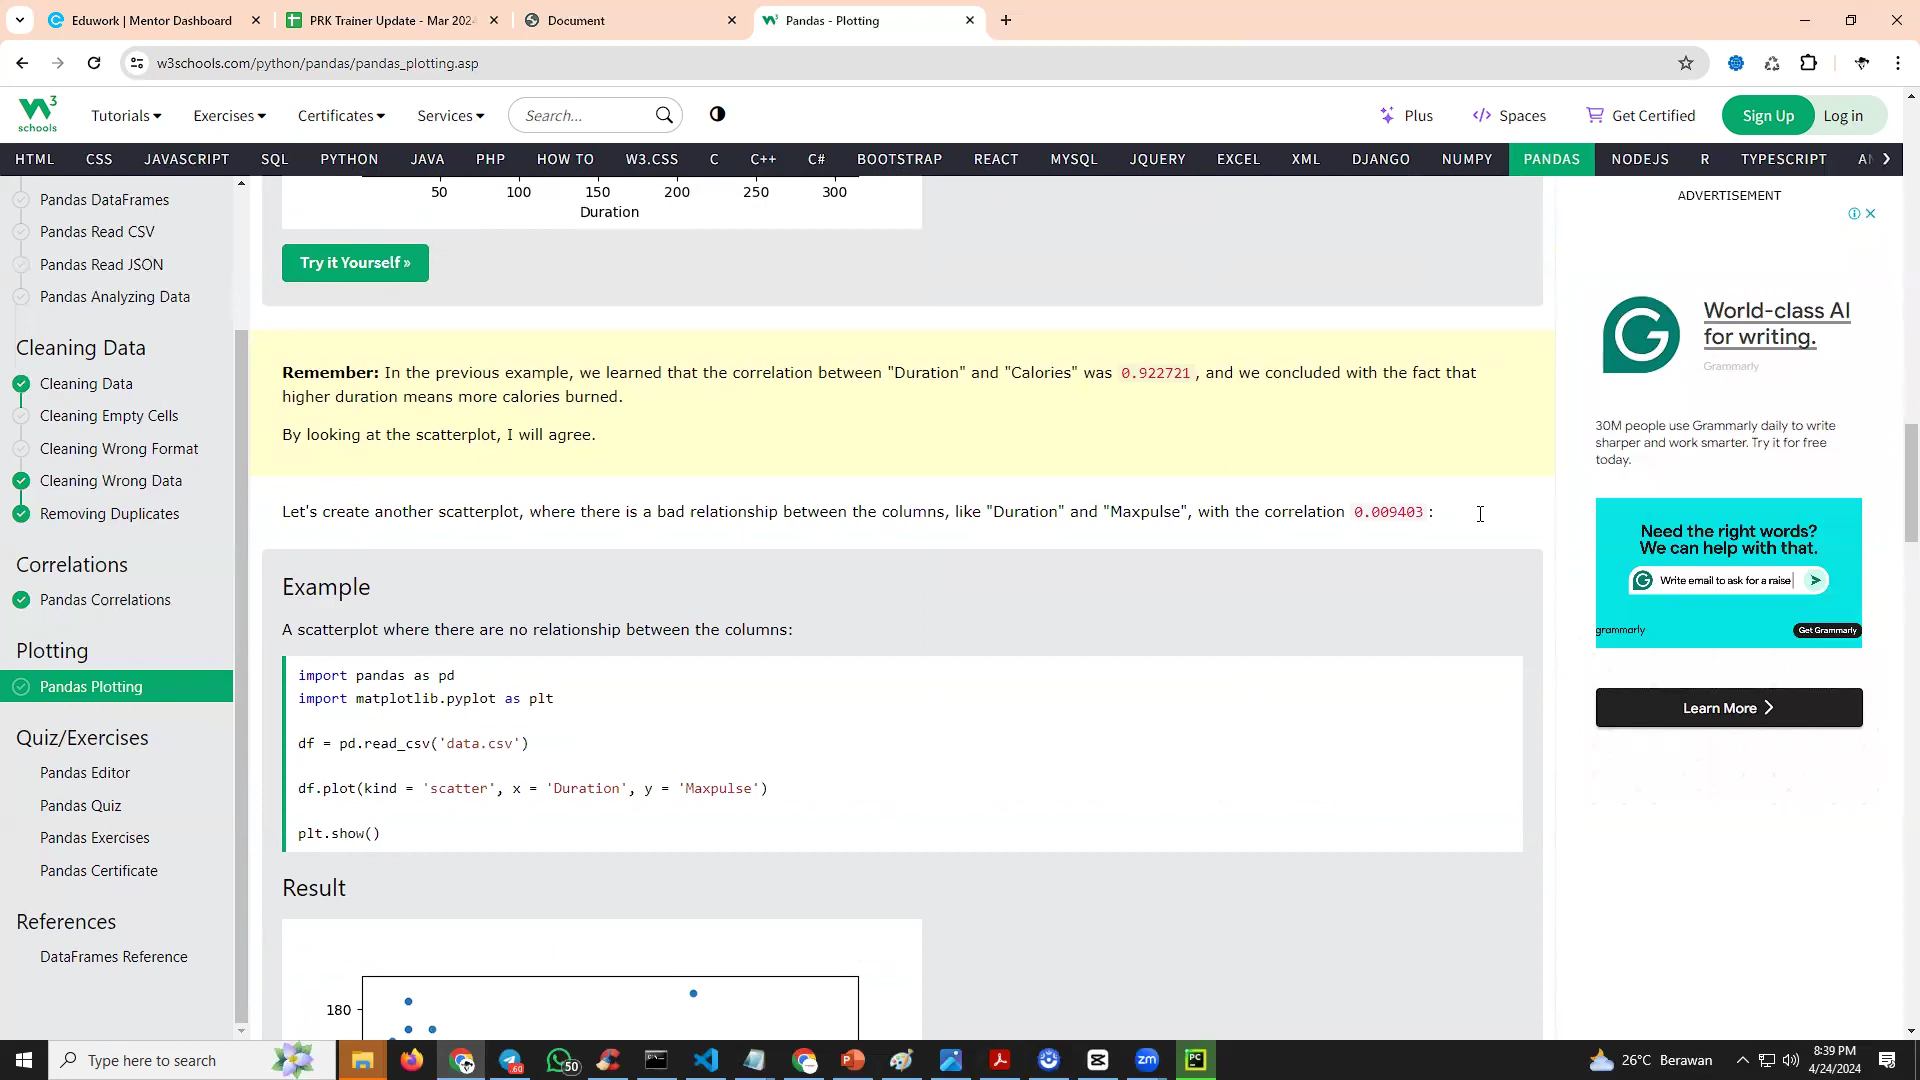 Eduwork | Mentor Dashboard
PRK Trainer Update - Mar 2024
Document
Pandas - Plotting
w3schools.com/python/pandas/pandas_plotting.asp
W3
schools
Tutorials
Exercises
Certificates
Services
Search...
Plus
Spaces
Get Certified
Sign Up
Log in
HTML CSS JAVASCRIPT SQL PYTHON JAVA PHP HOW TO W3.CSS C C++ C# BOOTSTRAP REACT MYSQL JQUERY EXCEL XML DJANGO NUMPY PANDAS NODEJS R TYPESCRIPT
Pandas DataFrames
Pandas Read CSV
Pandas Read JSON
Pandas Analyzing Data
Cleaning Data
Cleaning Data
Cleaning Empty Cells
Cleaning Wrong Format
Cleaning Wrong Data
Removing Duplicates
Correlations
Pandas Correlations
Plotting
Pandas Plotting
Quiz/Exercises
Pandas Editor
Pandas Quiz
Pandas Exercises
Pandas Certificate
References
DataFrames Reference
50 100 150 200 250 300
Duration
Try it Yourself »
Remember: In the previous example, we learned that the correlation between "Duration" and "Calories" was 0.922721, and we concluded with the fact that
higher duration means more calories burned.
By looking at the scatterplot, I will agree.
Let's create another scatterplot, where there is a bad relationship between the columns, like "Duration" and "Maxpulse", with the correlation 0.009403:
Example
A scatterplot where there are no relationship between the columns:
import pandas as pd
import matplotlib.pyplot as plt
df = pd.read_csv('data.csv')
df.plot(kind = 'scatter', x = 'Duration', y = 'Maxpulse')
plt.show()
Result
180
ADVERTISEMENT
World-class AI
for writing.
Grammarly
30M people use Grammarly daily to write
sharper and work smarter. Try it for free
today.
Need the right words?
We can help with that.
Write email to ask for a raise
grammarly
Get Grammarly
Learn More
Type here to search
60
50
zm
PC
26°C Berawan
8:39 PM
4/24/2024